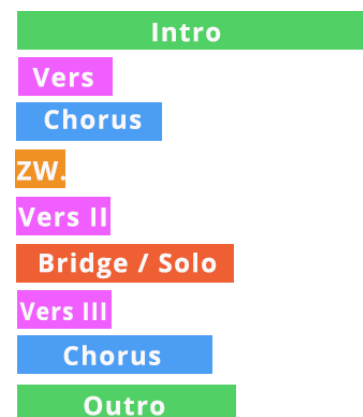 Intro
Vers
Chorus
ZW.
Vers II
Bridge / Solo
Vers III
Chorus
Outro